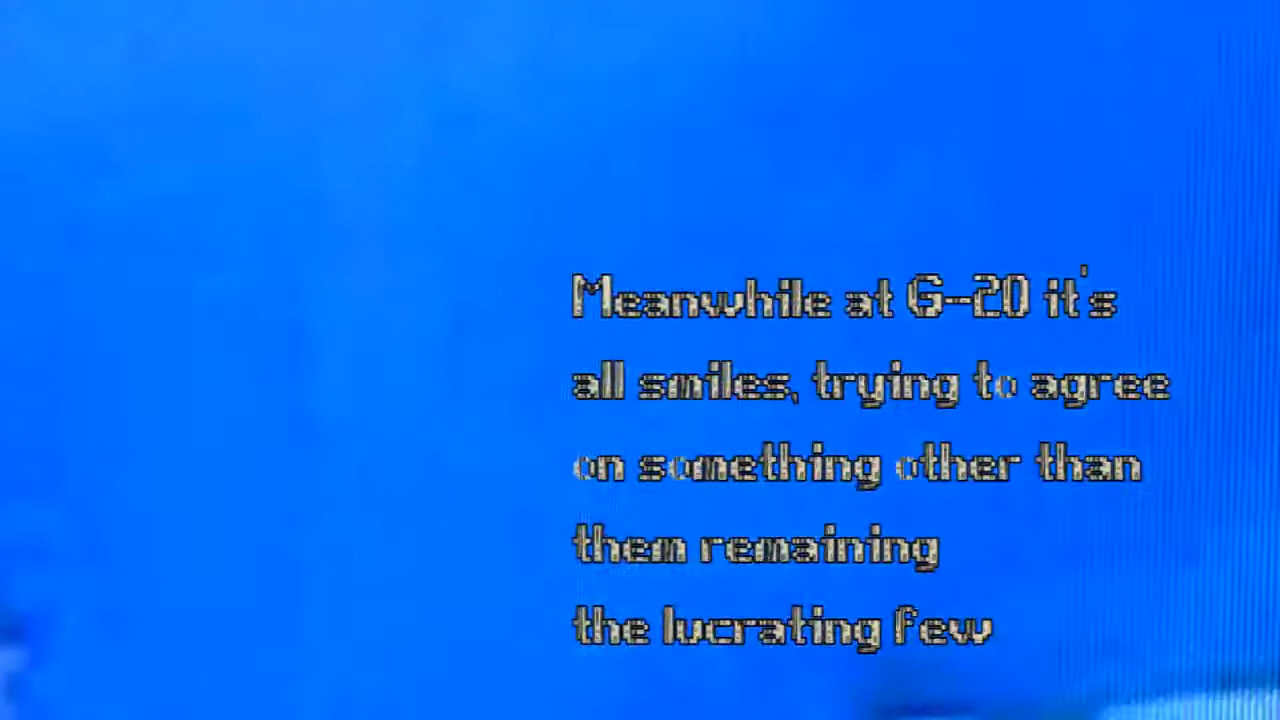 Meanwhile at G-20 it's
all smiles, trying to agree
on something other than
them remaining
the lucrating few